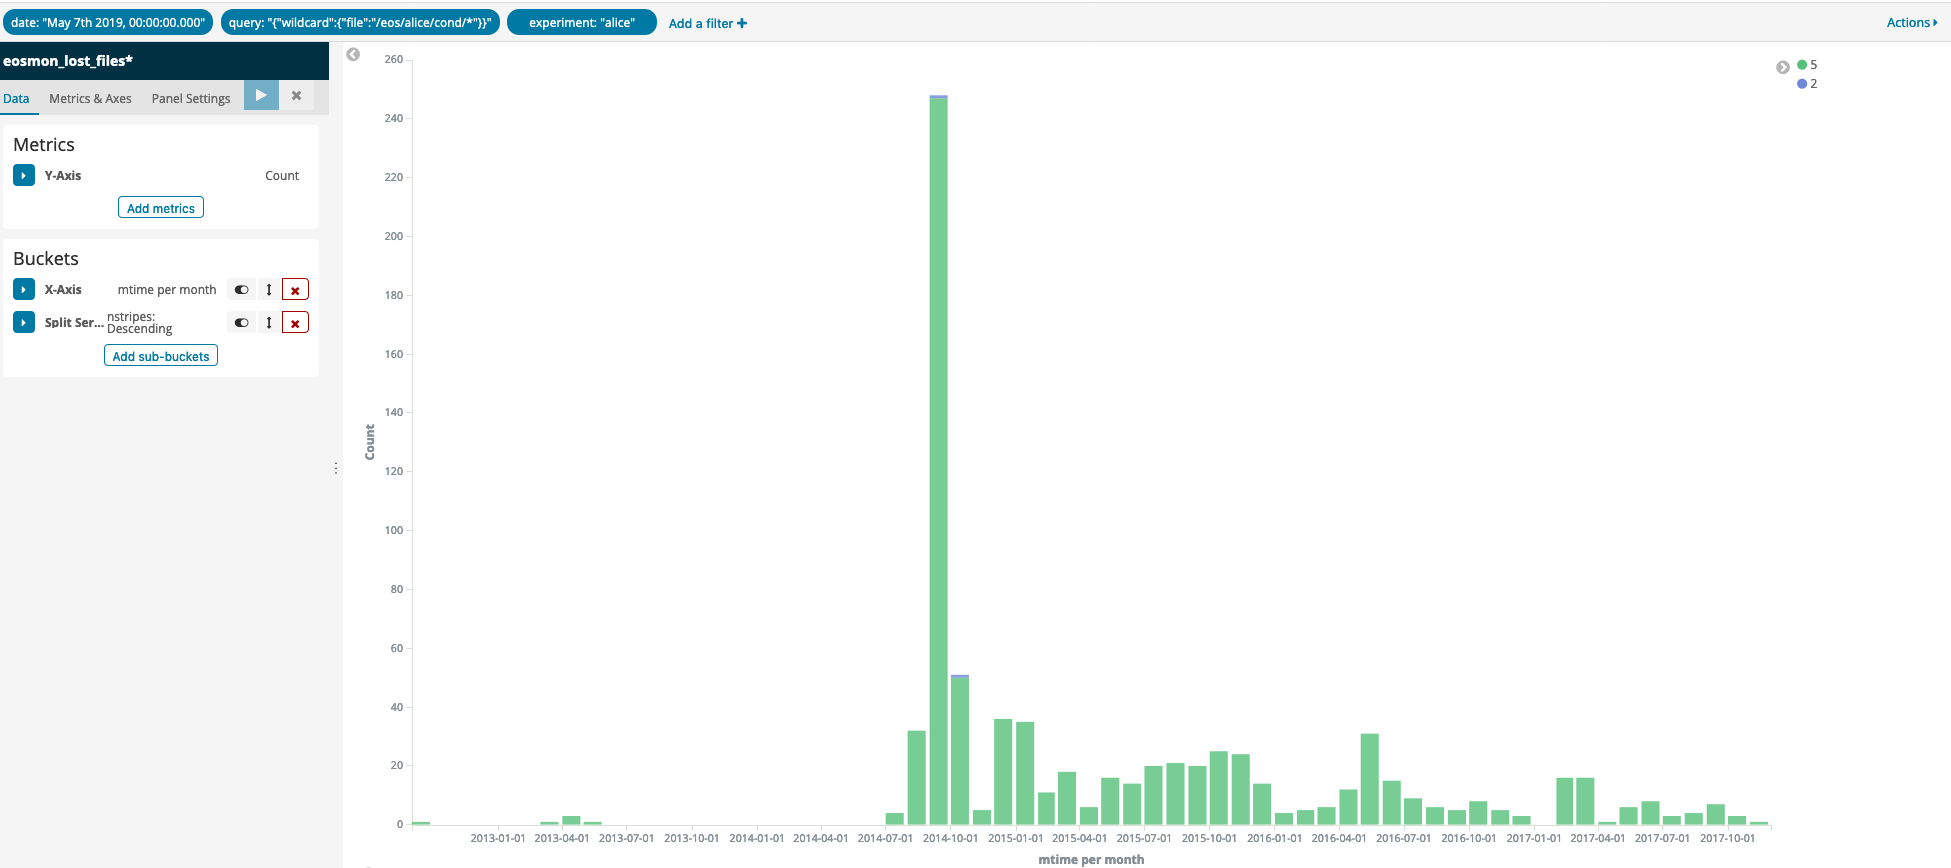 date: "May 7th 2019, 00:00:00.000"
query: "{"wildcard":{"file":"/eos/alice/cond/*"}}"
experiment: "alice"
Add a filter +
Actions
eosmon_lost_files*
Data
Metrics & Axes
Panel Settings
Metrics
Y-Axis
Count
Add metrics
Buckets
X-Axis
mtime per month
Split Ser...
nstripes:
Descending
Add sub-buckets
260
240
220
200
180
160
140
120
100
80
60
40
20
0
Count
2013-01-01
2013-04-01
2013-07-01
2013-10-01
2014-01-01
2014-04-01
2014-07-01
2014-10-01
2015-01-01
2015-04-01
2015-07-01
2015-10-01
2016-01-01
2016-04-01
2016-07-01
2016-10-01
2017-01-01
2017-04-01
2017-07-01
2017-10-01
mtime per month
5
2